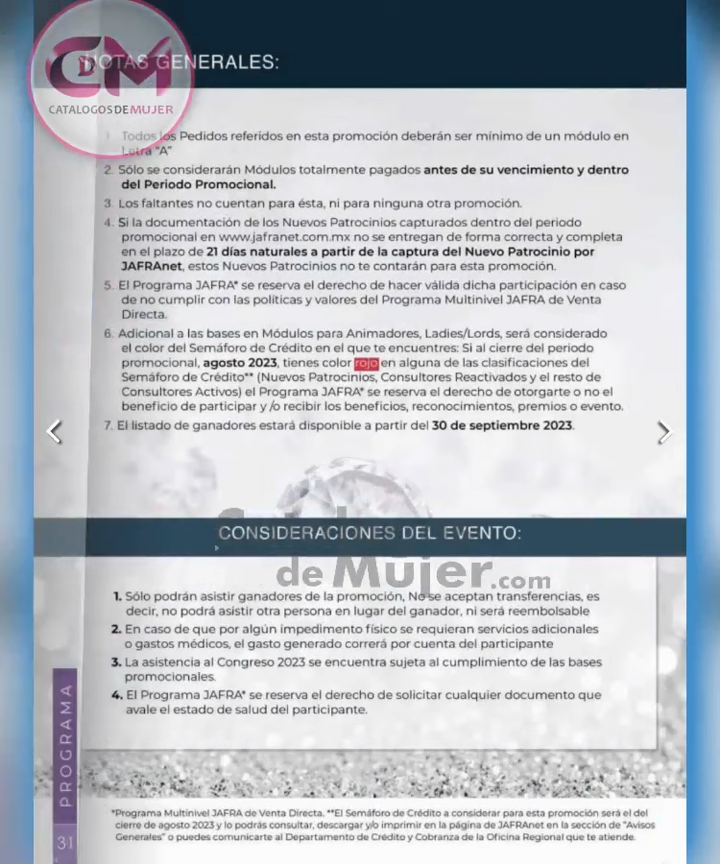 NOTAS GENERALES:
CDM
CATALOGOSDEMUJER
1. Todos los Pedidos referidos en esta promoción deberán ser mínimo de un módulo en
Letra "A"
2. Sólo se considerarán Módulos totalmente pagados antes de su vencimiento y dentro
del Periodo Promocional.
3. Los faltantes no cuentan para ésta, ni para ninguna otra promoción.
4. Si la documentación de los Nuevos Patrocinios capturados dentro del periodo
promocional en www.jafranet.com.mx no se entregan de forma correcta y completa
en el plazo de 21 días naturales a partir de la captura del Nuevo Patrocinio por
JAFRAnet, estos Nuevos Patrocinios no te contarán para esta promoción.
5. El Programa JAFRA* se reserva el derecho de hacer válida dicha participación en caso
de no cumplir con las políticas y valores del Programa Multinivel JAFRA de Venta
Directa.
6. Adicional a las bases en Módulos para Animadores, Ladies/Lords, será considerado
el color del Semáforo de Crédito en el que te encuentres: Si al cierre del periodo
promocional, agosto 2023, tienes color rojo en alguna de las clasificaciones del
Semáforo de Crédito** (Nuevos Patrocinios, Consultores Reactivados y el resto de
Consultores Activos) el Programa JAFRA* se reserva el derecho de otorgarte o no el
beneficio de participar y /o recibir los beneficios, reconocimientos, premios o evento.
7. El listado de ganadores estará disponible a partir del 30 de septiembre 2023.
CONSIDERACIONES DEL EVENTO:
de Mujer.com
1. Sólo podrán asistir ganadores de la promoción, No se aceptan transferencias, es
decir, no podrá asistir otra persona en lugar del ganador, ni será reembolsable
2. En caso de que por algún impedimento físico se requieran servicios adicionales
o gastos médicos, el gasto generado correrá por cuenta del participante
3. La asistencia al Congreso 2023 se encuentra sujeta al cumplimiento de las bases
promocionales.
4. El Programa JAFRA* se reserva el derecho de solicitar cualquier documento que
avale el estado de salud del participante.
PROGRAMA
31
*Programa Multinivel JAFRA de Venta Directa. **El Semáforo de Crédito a considerar para esta promoción será el del
cierre de agosto 2023 y lo podrás consultar, descargar y/o imprimir en la página de JAFRAnet en la sección de "Avisos
Generales" o puedes comunicarte al Departamento de Crédito y Cobranza de la Oficina Regional que te atiende.